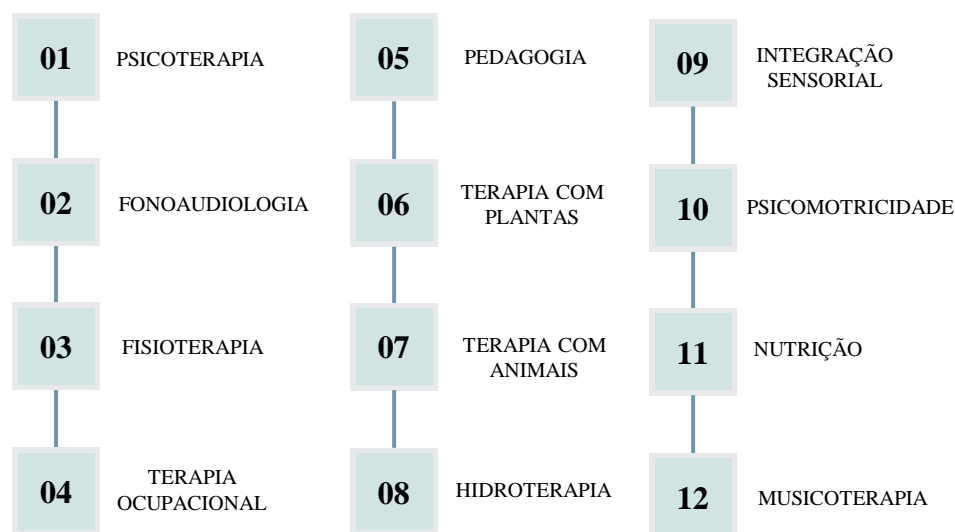 01
PSICOTERAPIA
02
FONOAUDIOLOGIA
03
FISIOTERAPIA
04
TERAPIA
OCUPACIONAL
05
PEDAGOGIA
06
TERAPIA COM
PLANTAS
07
TERAPIA COM
ANIMAIS
08
HIDROTERAPIA
09
INTEGRAÇÃO
SENSORIAL
10
PSICOMOTRICIDADE
11
NUTRIÇÃO
12
MUSICOTERAPIA